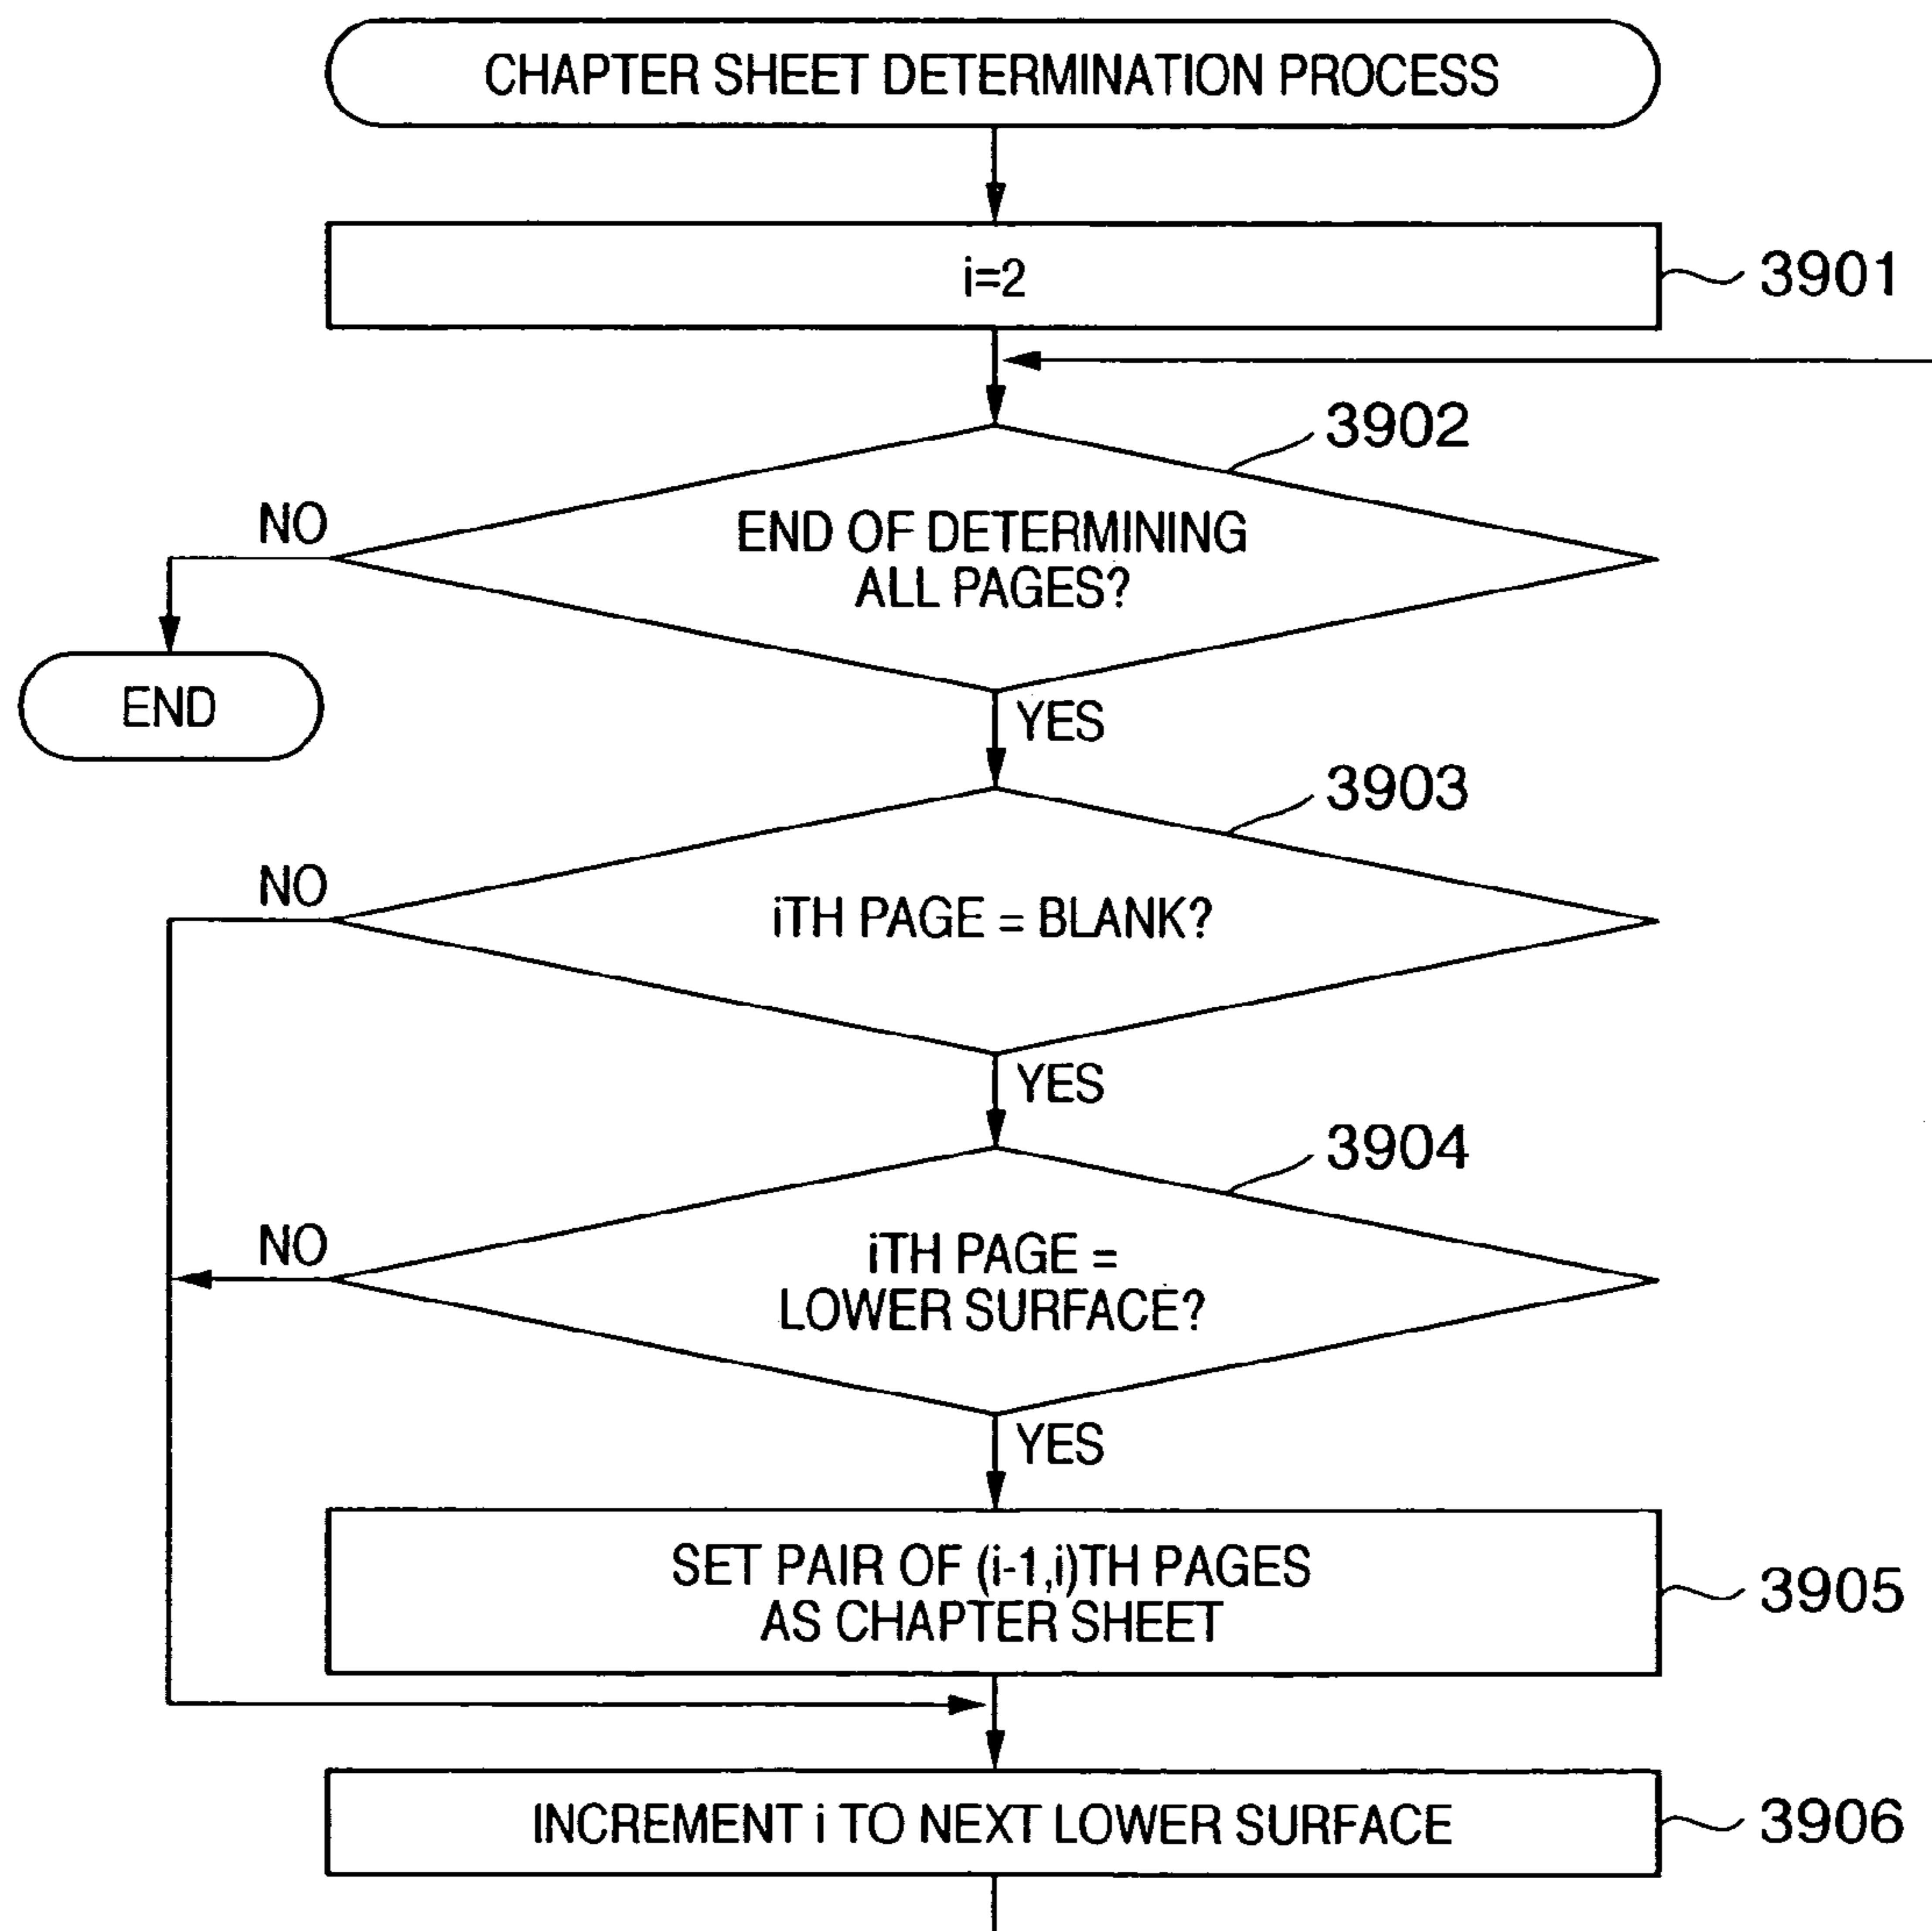 CHAPTER SHEET DETERMINATION PROCESS
i=2
3901
3902
NO
END OF DETERMINING
ALL PAGES?
END
YES
3903
NO
iTH PAGE = BLANK?
YES
3904
NO
iTH PAGE =
LOWER SURFACE?
YES
SET PAIR OF (i-1,i)TH PAGES
AS CHAPTER SHEET
3905
INCREMENT i TO NEXT LOWER SURFACE
3906